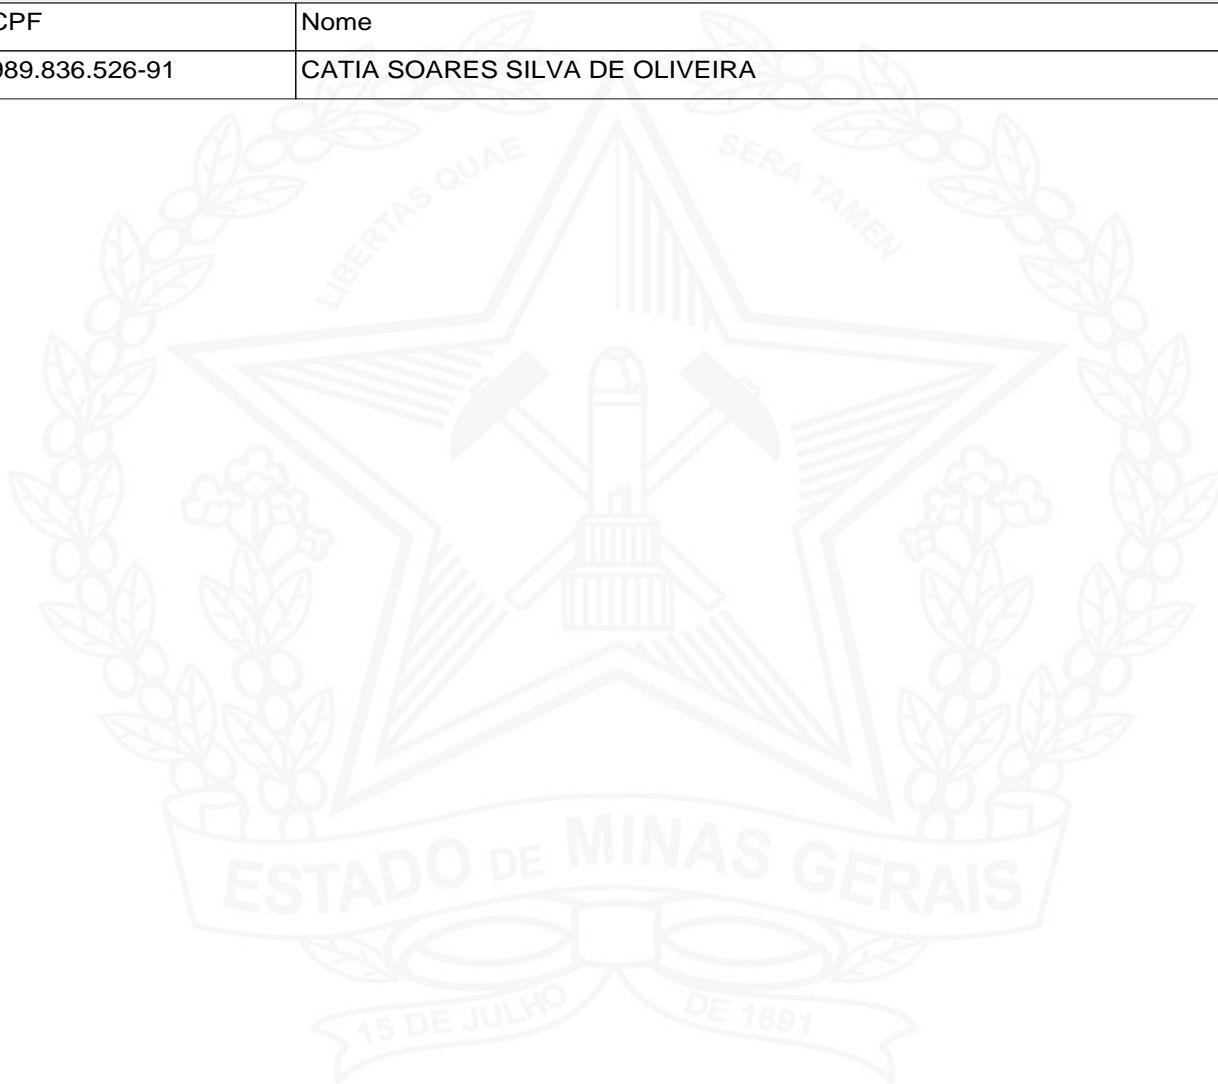 CPF Nome
989.836.526-91 CATIA SOARES SILVA DE OLIVEIRA
LIBERTAS QUAE SERA TAMEN
ESTADO DE MINAS GERAIS
15 DE JULHO DE 1891